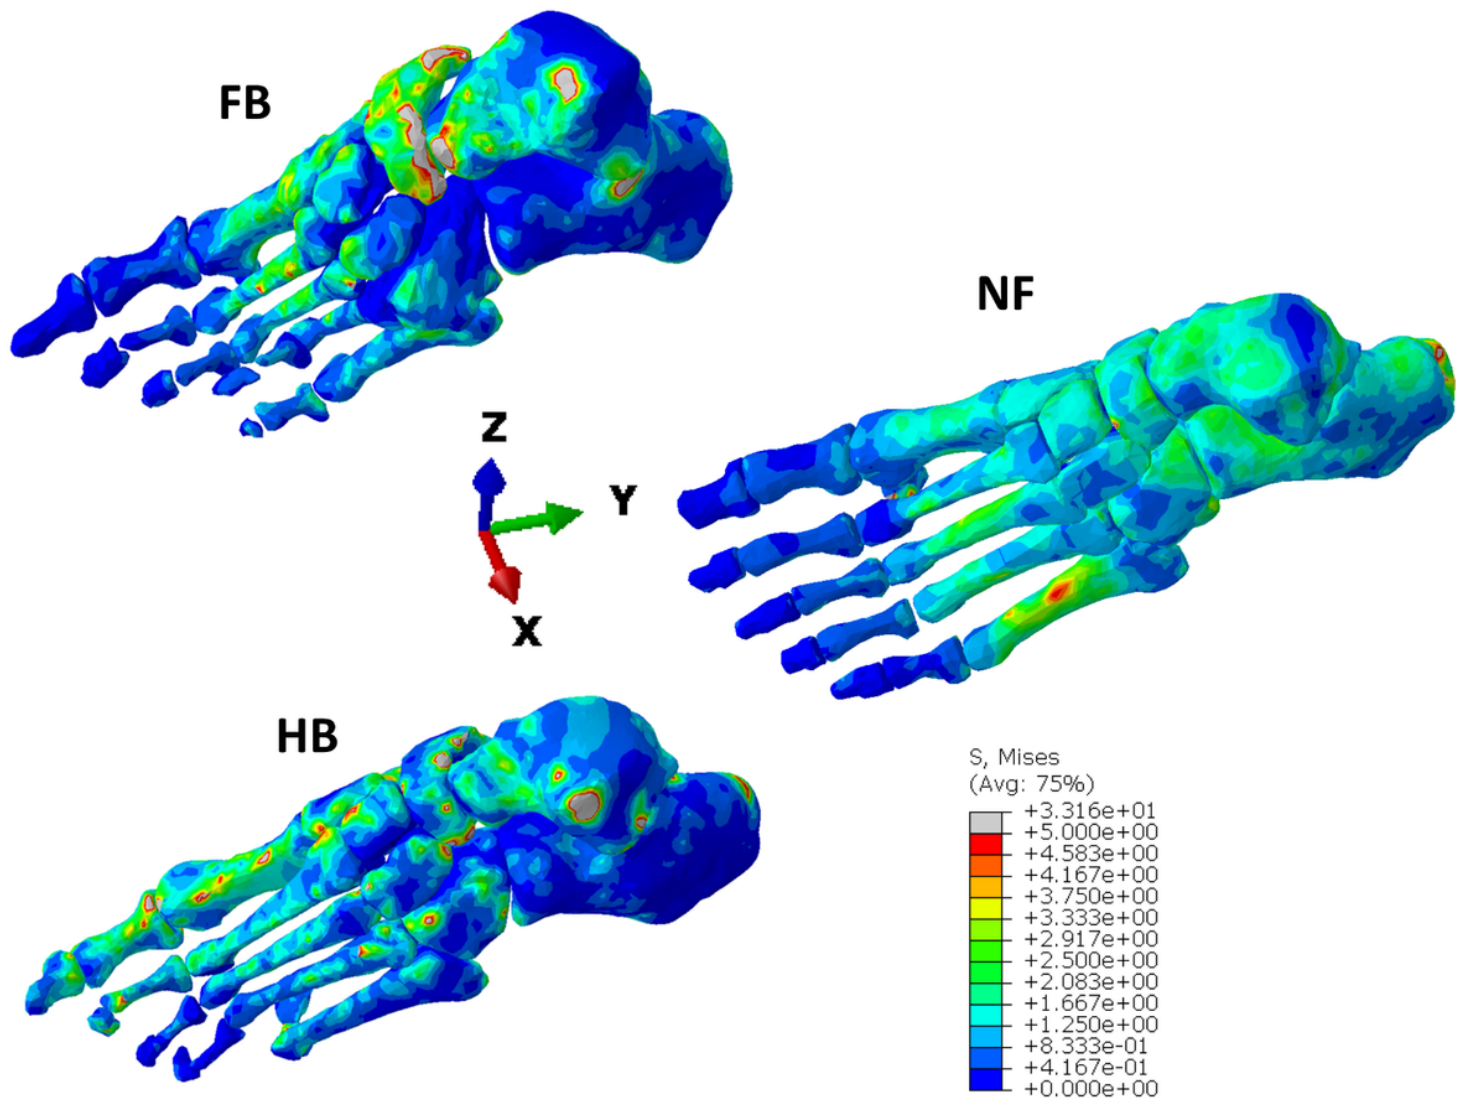 FB
NF
Z
Y
X
HB
S, Mises
(Avg: 75%)
+3.316e+01
+5.000e+00
+4.583e+00
+4.167e+00
+3.750e+00
+3.333e+00
+2.917e+00
+2.500e+00
+2.083e+00
+1.667e+00
+1.250e+00
+8.333e-01
+4.167e-01
+0.000e+00